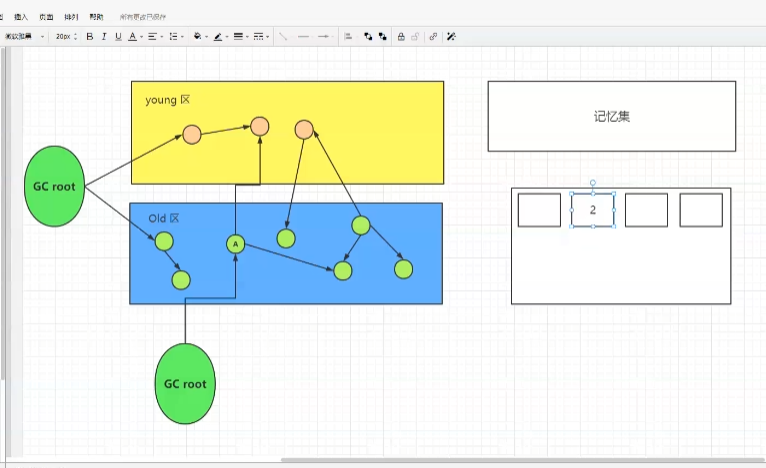 插入 页面 排列 帮助 所有更改已保存
微软雅黑 20px B I U A
young 区
记忆集
GC root
Old 区
2
A
GC root